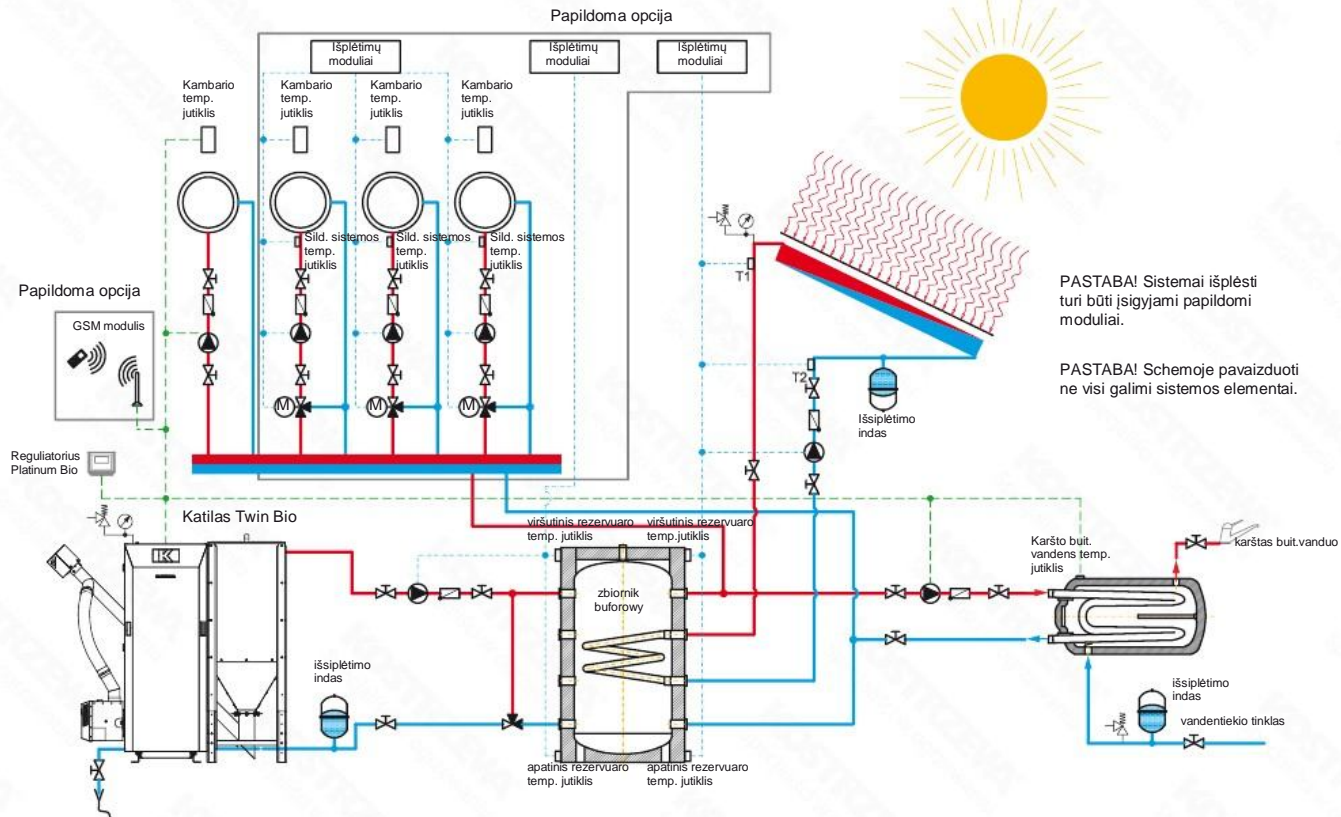 Papildoma opcija
Išplėtimų
moduliai
Išplėtimų
moduliai
Išplėtimų
moduliai
Kambario
temp.
jutiklis
Kambario
temp.
jutiklis
Kambario
temp.
jutiklis
Kambario
temp.
jutiklis
Sild. sistemos
temp.
jutiklis
Sild. sistemos
temp.
jutiklis
Sild. sistemos
temp.
jutiklis
T1
PASTABA! Sistemai išplėsti
turi būti įsigyjami papildomi
moduliai.
PASTABA! Schemoje pavaizduoti
ne visi galimi sistemos elementai.
Papildoma opcija
GSM modulis
T2
Išsiplėtimo
indas
M
M
M
Reguliatorius
Platinum Bio
Katilas Twin Bio
K
viršutinis rezervuaro
temp. jutiklis
viršutinis rezervuaro
temp.jutiklis
zbiornik
buforowy
Karšto buit.
vandens temp.
jutiklis
Karštas buit.vanduo
išsiplėtimo
indas
išsiplėtimo
indas
vandentiekio tinklas
apatinis rezervuaro
temp. jutiklis
apatinis rezervuaro
temp. jutiklis
KOSTRZEWA